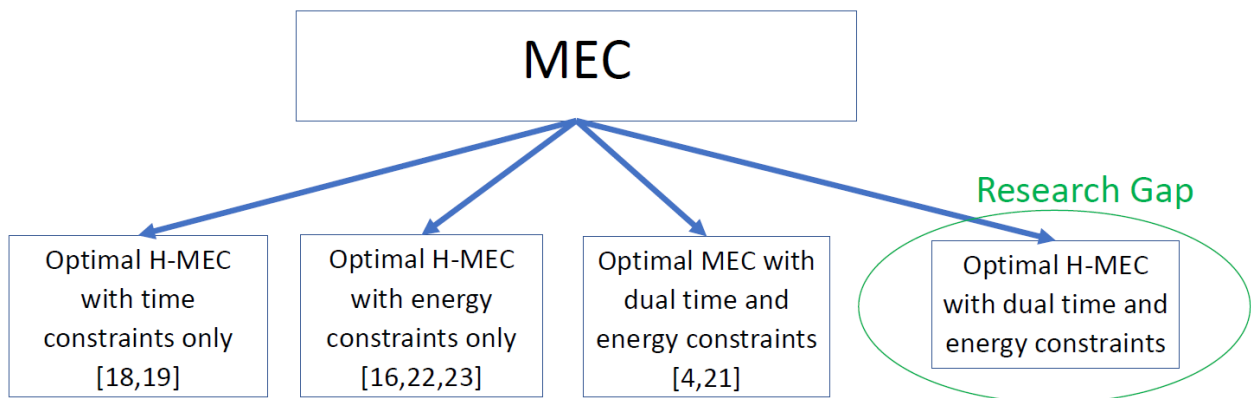 MEC
Research Gap
Optimal H-MEC
with time
constraints only
[18,19]
Optimal H-MEC
with energy
constraints only
[16,22,23]
Optimal MEC with
dual time and
energy constraints
[4,21]
Optimal H-MEC
with dual time and
energy constraints